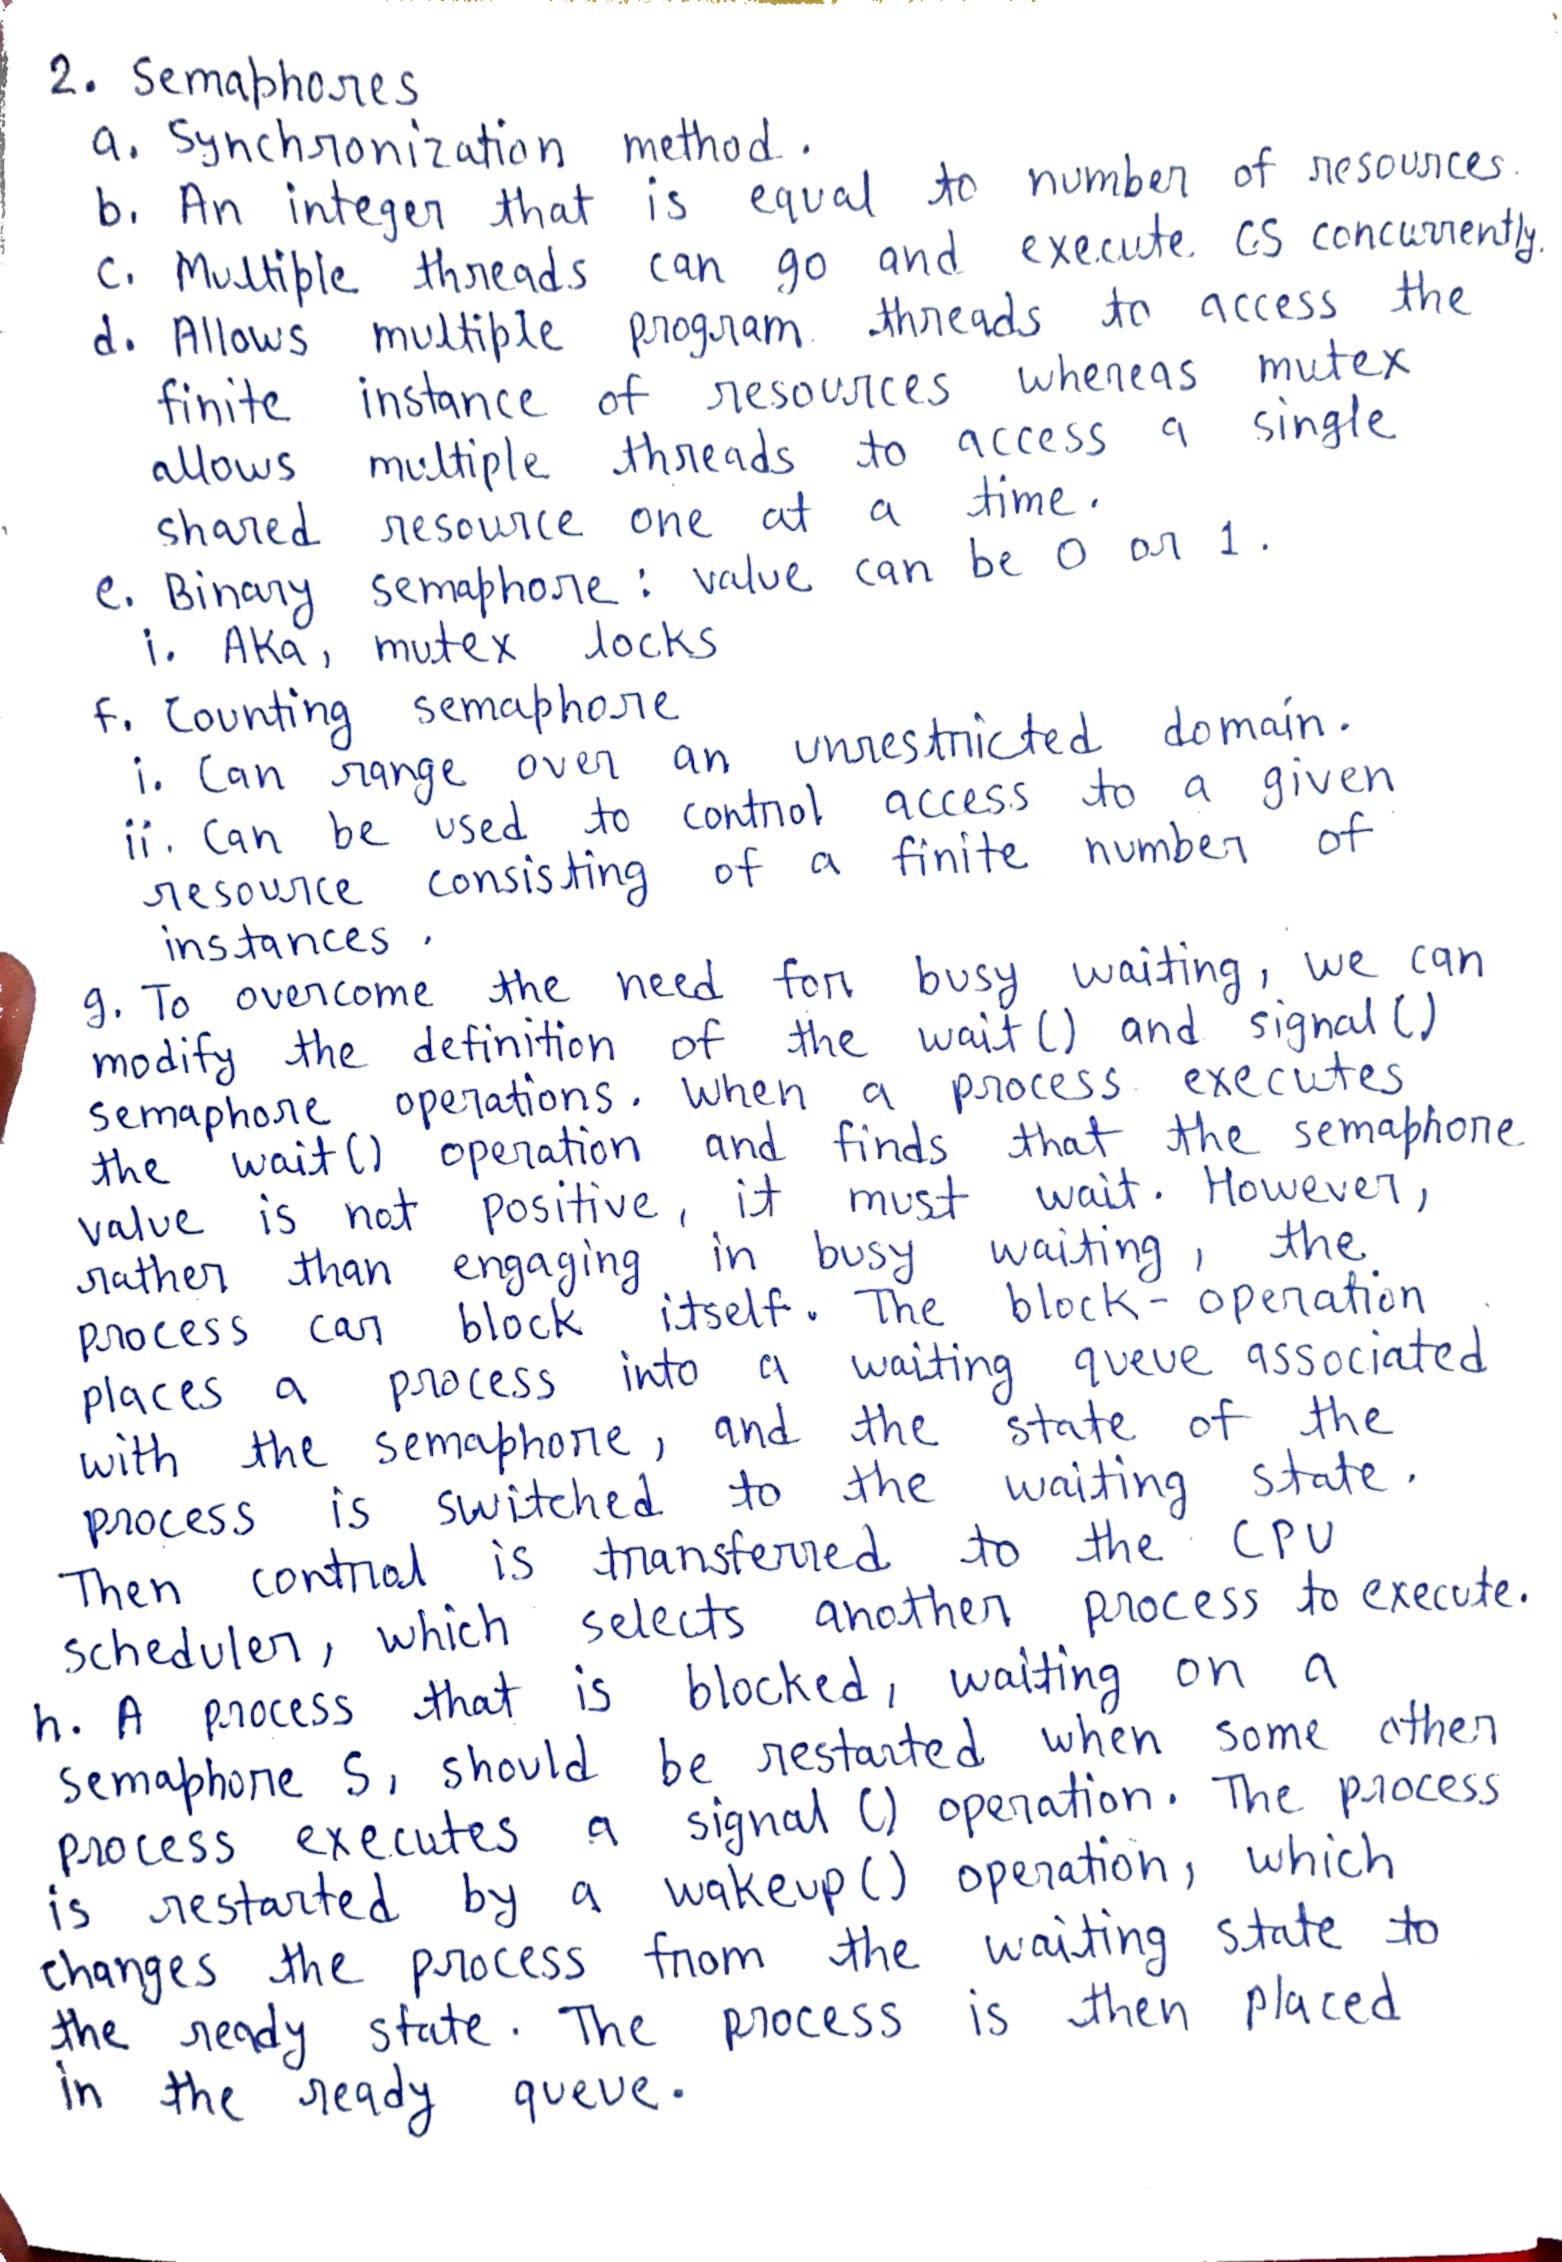 2. Semaphores
a. Synchronization method.
b. An integer that is equal to number of resources.
c. Multiple threads can go and execute CS concurrently.
d. Allows multiple program threads to access the
finite instance of resources whereas mutex
allows multiple threads to access a single
shared resource one at a time.
e. Binary semaphore : value can be 0 or 1.
i. AKa, mutex locks
f. Counting semaphore
i. Can range over an unrestricted domain.
ii. Can be used to control access to a given
resource consisting of a finite number of
instances.
g. To overcome the need for busy waiting, we can
modify the definition of the wait() and signal()
semaphore operations. When a process executes
the wait() operation and finds that the semaphore
value is not positive, it must wait. However,
rather than engaging in busy waiting, the
process can block itself. The block-operation
places a process into a waiting queue associated
with the semaphore, and the state of the
process is switched to the waiting state.
Then control is transferred to the CPU
scheduler, which selects another process to execute.
h. A process that is blocked, waiting on a
semaphore S, should be restarted when some other
process executes a signal () operation. The process
is restarted by a wakeup() operation, which
changes the process from the waiting state to
the ready state. The process is then placed
in the ready queue.